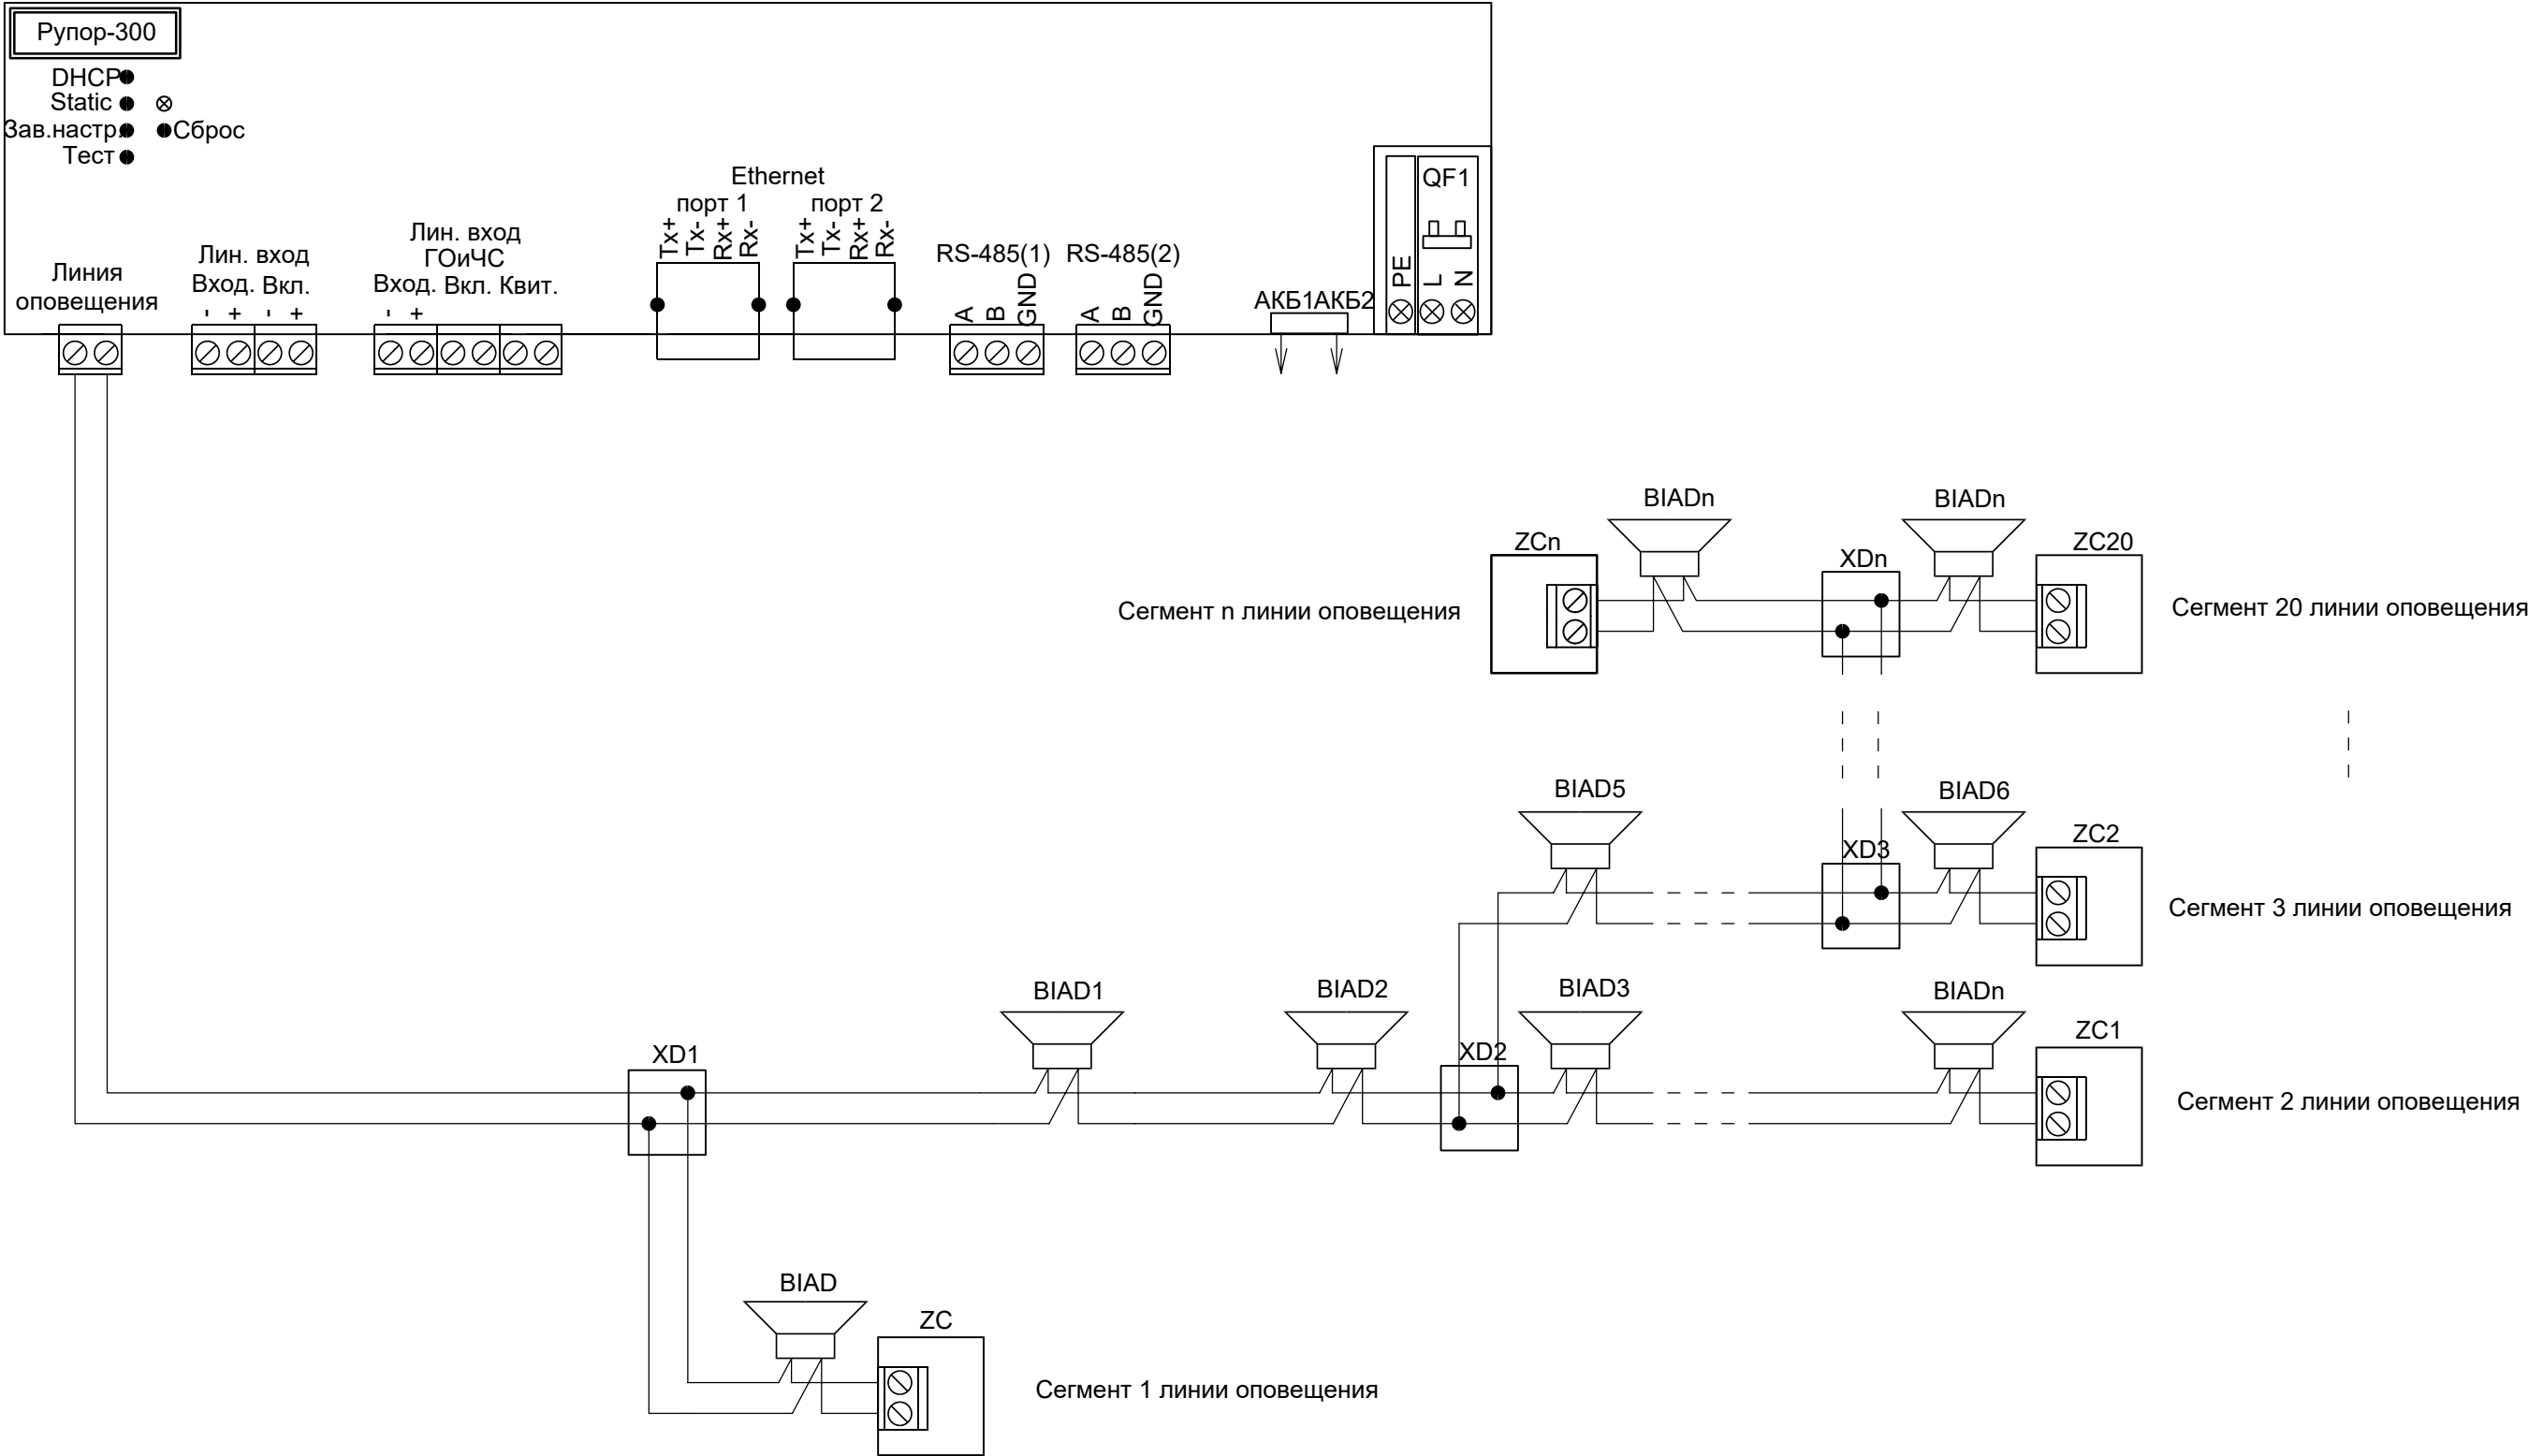 Рупор-300
DHCP
Static
Зав.настр.
Сброс
Тест
Ethernet
порт 1 порт 2
Tx+ Tx- Rx+ Rx- Tx+ Tx- Rx+ Rx-
QF1
PE L N
Линия
оповещения
Лин. вход
Вход. Вкл.
- + - +
Лин. вход
ГОиЧС
Вход. Вкл. Квит.
- +
RS-485(1) RS-485(2)
A B GND A B GND
АКБ1АКБ2
BIADn BIADn
ZCn XDn ZC20
Сегмент n линии оповещения
Сегмент 20 линии оповещения
BIAD5 BIAD6
XD3 ZC2
Сегмент 3 линии оповещения
BIAD1 BIAD2 BIAD3 BIADn
XD1 XD2 ZC1
Сегмент 2 линии оповещения
BIAD
ZC
Сегмент 1 линии оповещения